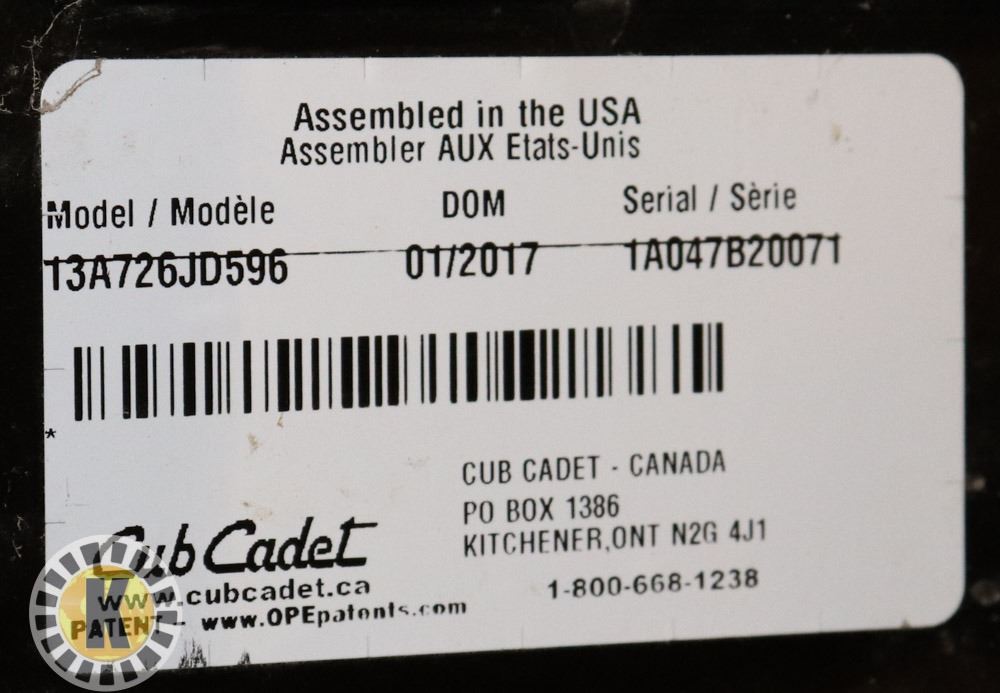 Assembled in the USA
Assembler AUX Etats-Unis
Model / Modèle DOM Serial / Sèrie
13A726JD596 01/2017 1A047B20071
*
CUB CADET - CANADA
PO BOX 1386
KITCHENER,ONT N2G 4J1
1-800-668-1238
Cub Cadet
www.cubcadet.ca
PATENT - www.OPEpatents.com
K